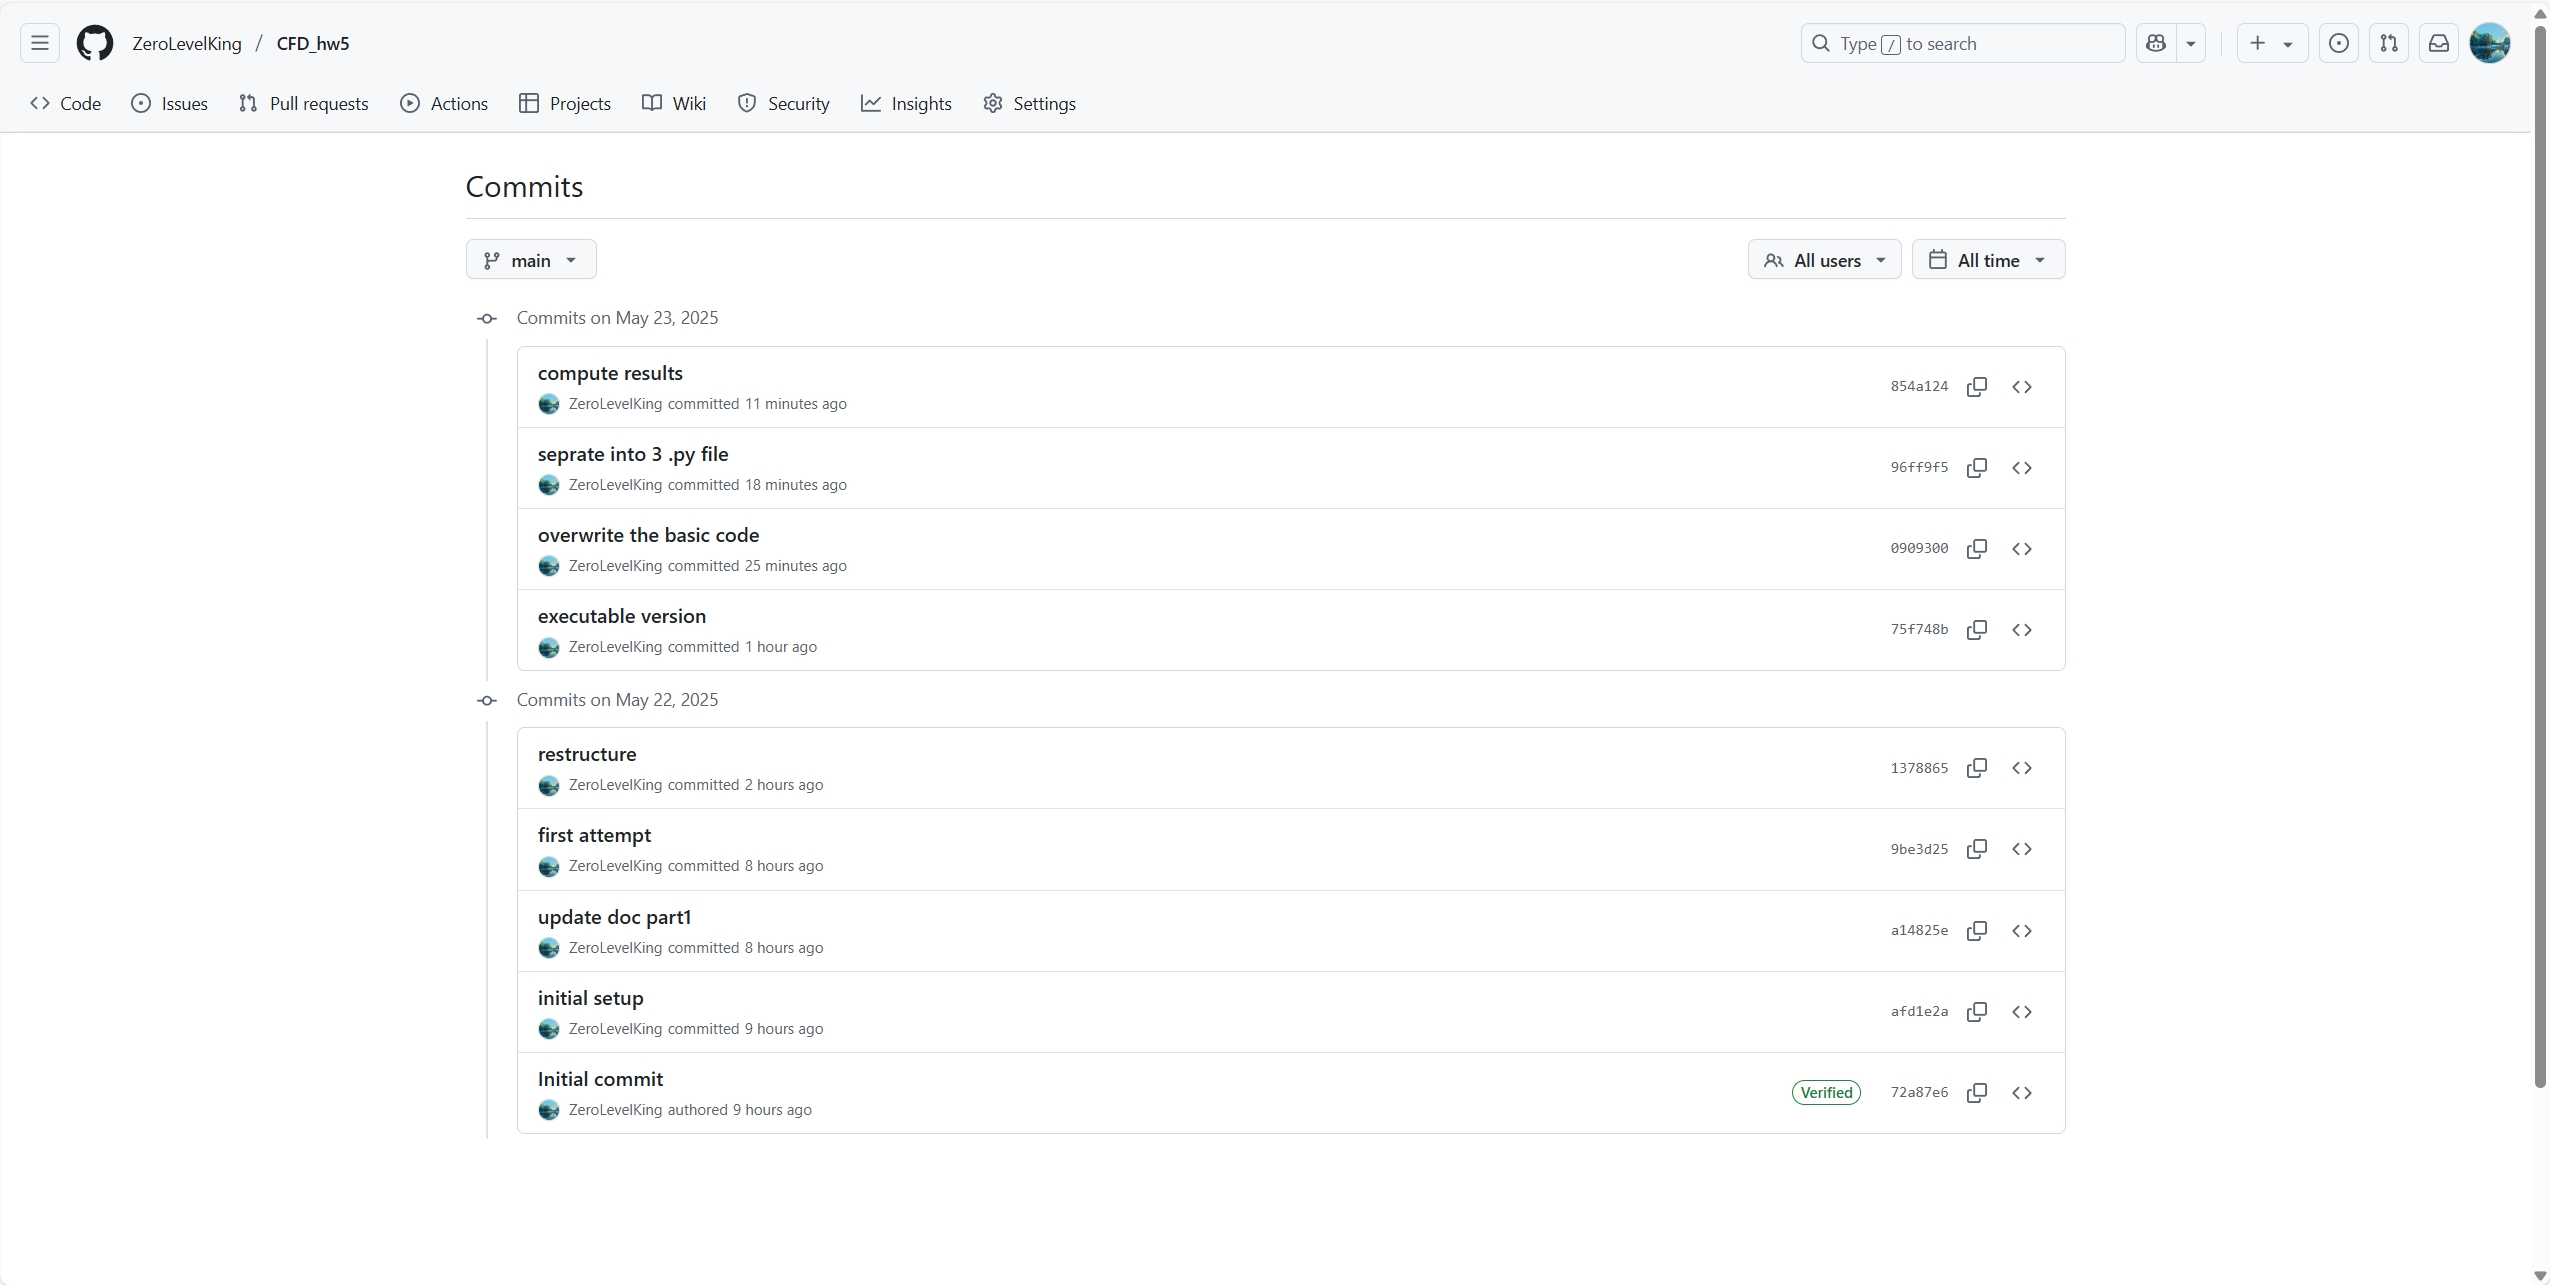 ZeroLevelKing / CFD_hw5
Type / to search
Code Issues Pull requests Actions Projects Wiki Security Insights Settings
Commits
main All users All time
Commits on May 23, 2025
compute results
ZeroLevelKing committed 11 minutes ago
854a124
seprate into 3 .py file
ZeroLevelKing committed 18 minutes ago
96ff9f5
overwrite the basic code
ZeroLevelKing committed 25 minutes ago
0909300
executable version
ZeroLevelKing committed 1 hour ago
75f748b
Commits on May 22, 2025
restructure
ZeroLevelKing committed 2 hours ago
1378865
first attempt
ZeroLevelKing committed 8 hours ago
9be3d25
update doc part1
ZeroLevelKing committed 8 hours ago
a14825e
initial setup
ZeroLevelKing committed 9 hours ago
afd1e2a
Initial commit
ZeroLevelKing authored 9 hours ago
Verified 72a87e6